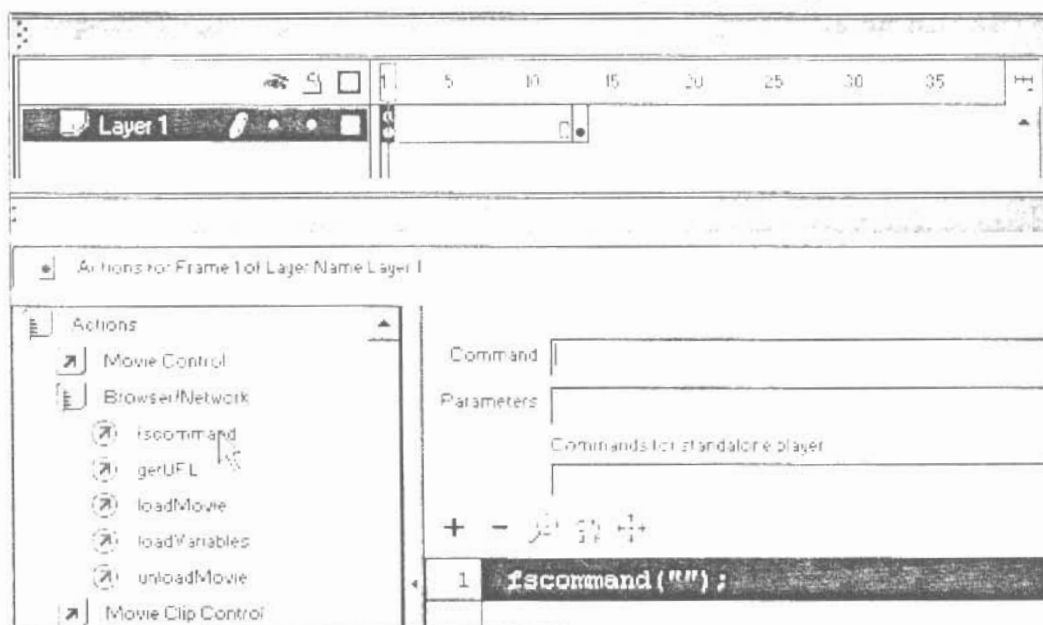 1 5 10 15 20 25 30 35
Layer 1
Actions for Frame 1 of Layer Name Layer 1
Actions
Movie Control
Browser/Network
fscommand
getURL
loadMovie
loadVariables
unloadMovie
Movie Clip Control
Command
Parameters
Commands for standalone player
1 fscommand("");